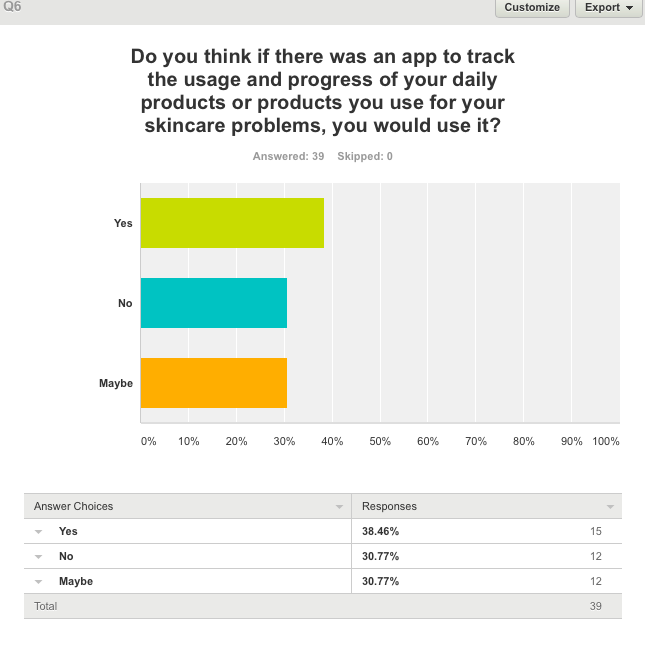 Q6
Customize
Export
Do you think if there was an app to track
the usage and progress of your daily
products or products you use for your
skincare problems, you would use it?
Answered: 39 Skipped: 0
Yes
No
Maybe
0% 10% 20% 30% 40% 50% 60% 70% 80% 90% 100%
Answer Choices Responses
Yes 38.46% 15
No 30.77% 12
Maybe 30.77% 12
Total 39